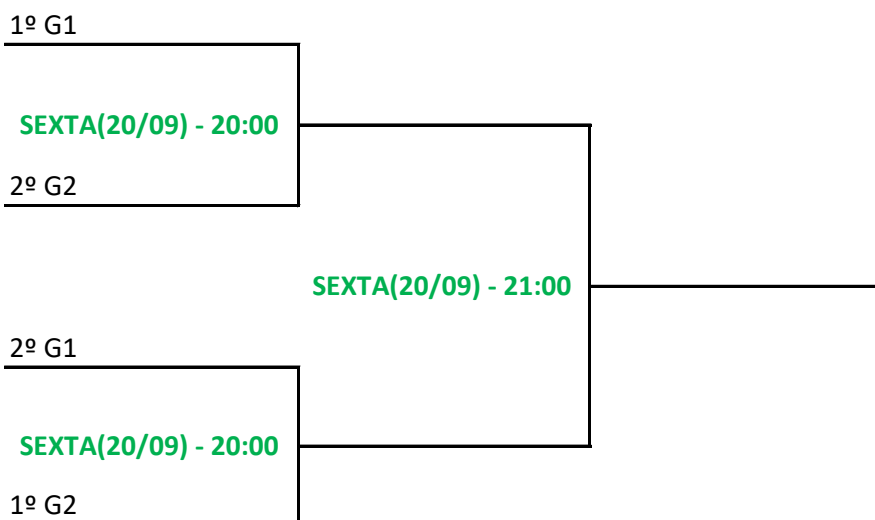 1º G1
SEXTA(20/09) - 20:00
2º G2
SEXTA(20/09) - 21:00
2º G1
SEXTA(20/09) - 20:00
1º G2